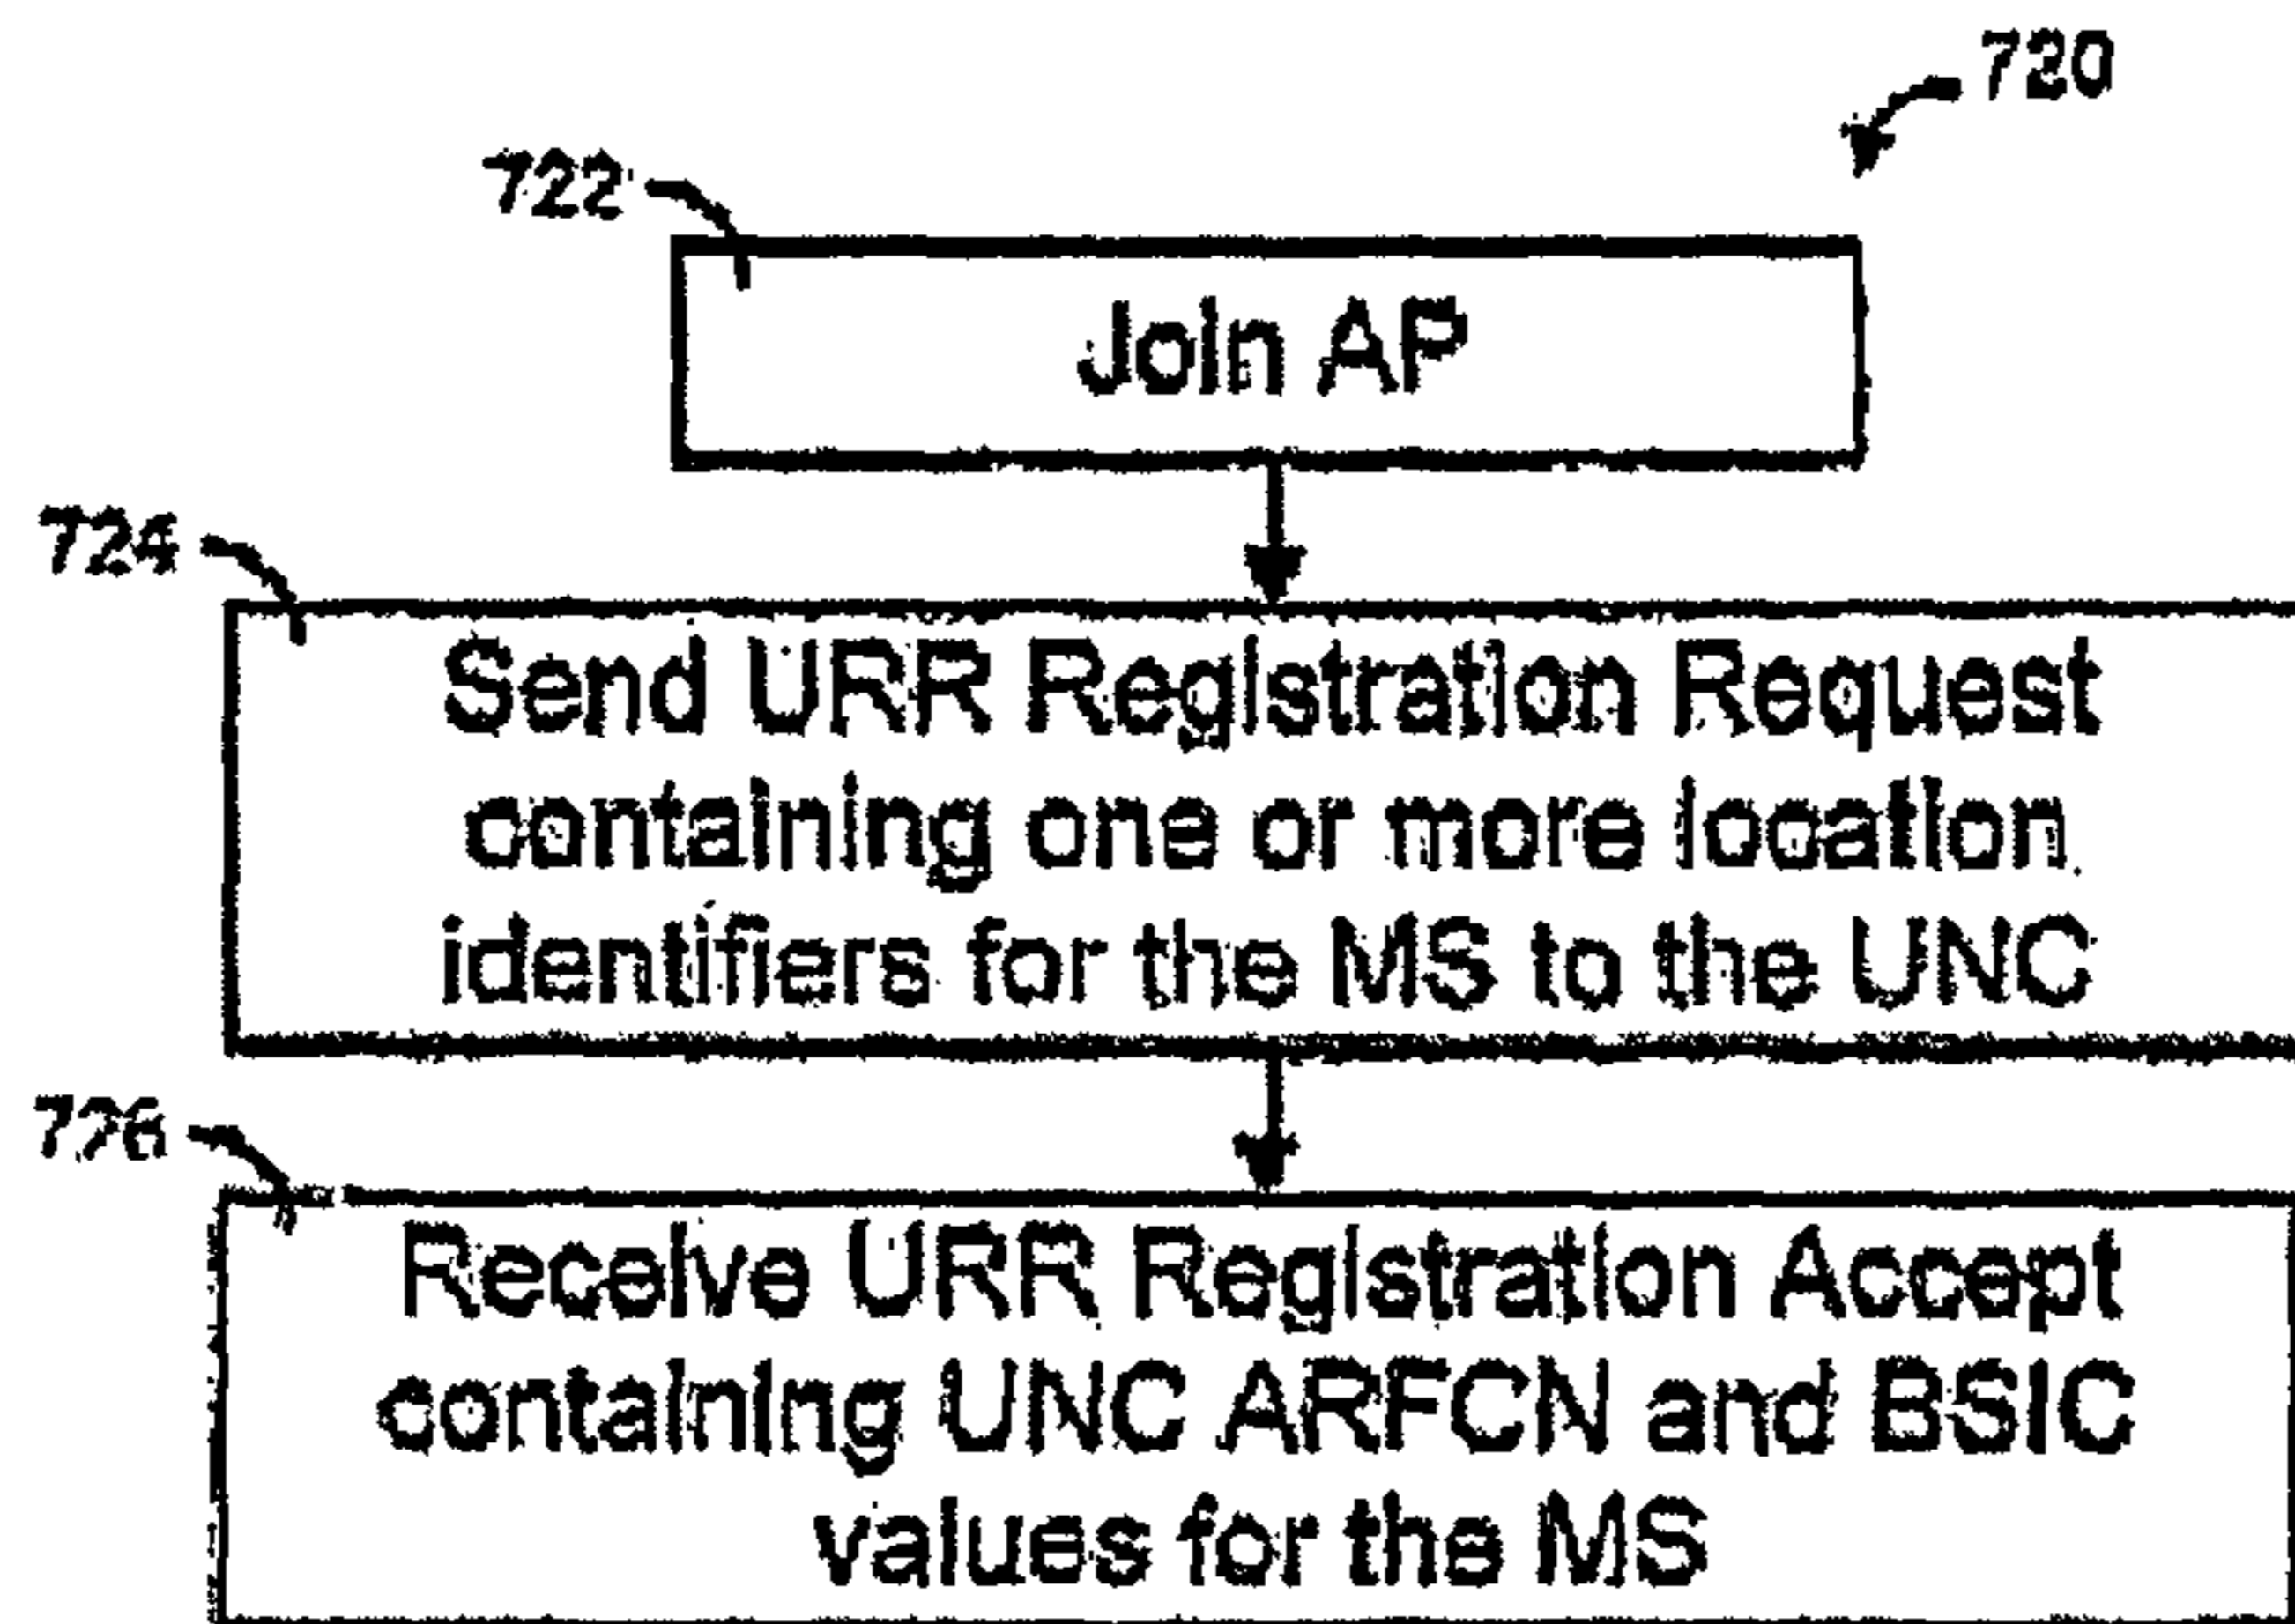 720
722
Join AP
724
Send URR Registration Request
containing one or more location
identifiers for the MS to the UNC
726
Receive URR Registration Accept
containing UNC ARFCN and BSIC
values for the MS